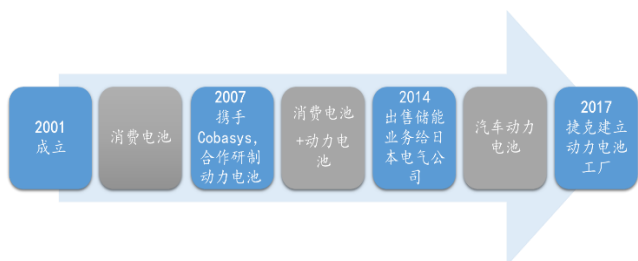 2001
成立
消费电池
2007
携手
Cobasys,
合作研制
动力电池
消费电池
+动力电
池
2014
出售储能
业务给日
本电气公
司
汽车动力
电池
2017
捷克建立
动力电池
工厂